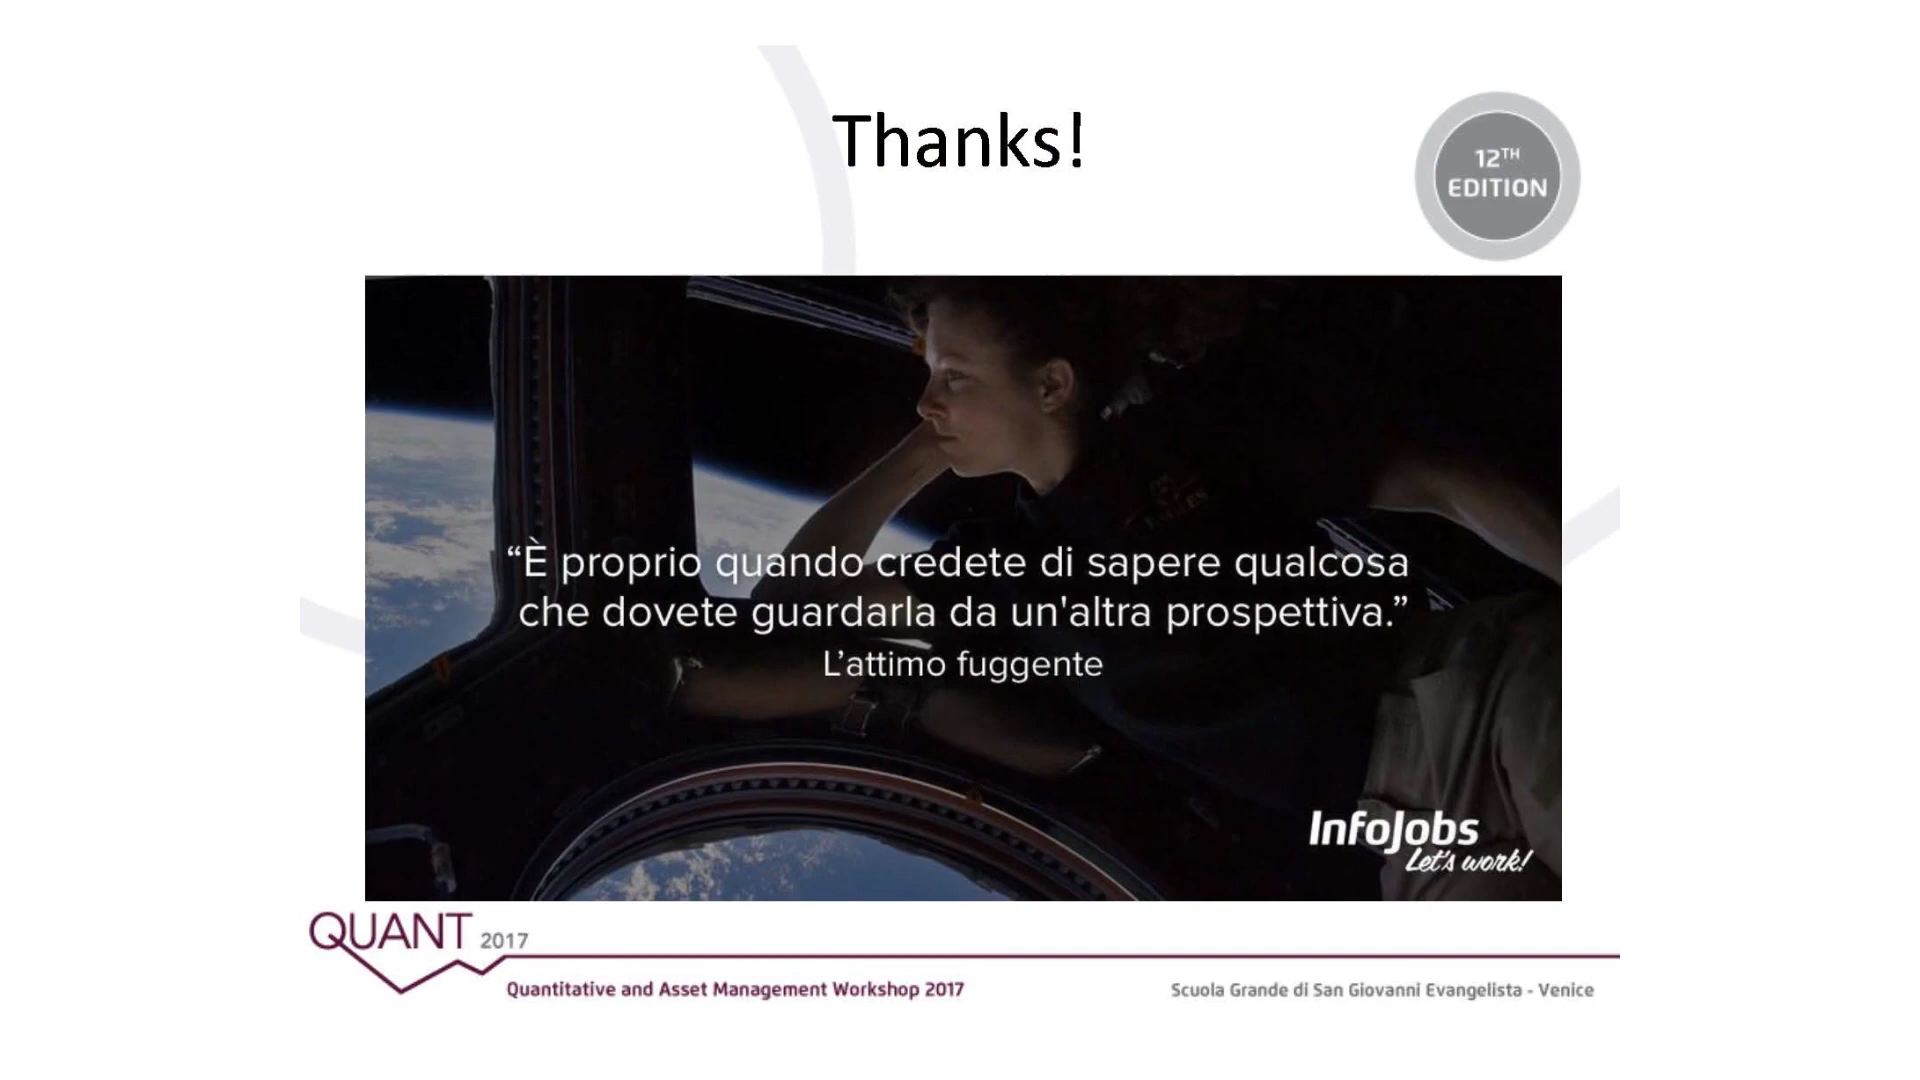 Thanks!
12TH
EDITION
“È proprio quando credete di sapere qualcosa
che dovete guardarla da un'altra prospettiva.”
L’attimo fuggente
InfoJobs
Let's work!
QUANT 2017
Quantitative and Asset Management Workshop 2017
Scuola Grande di San Giovanni Evangelista - Venice